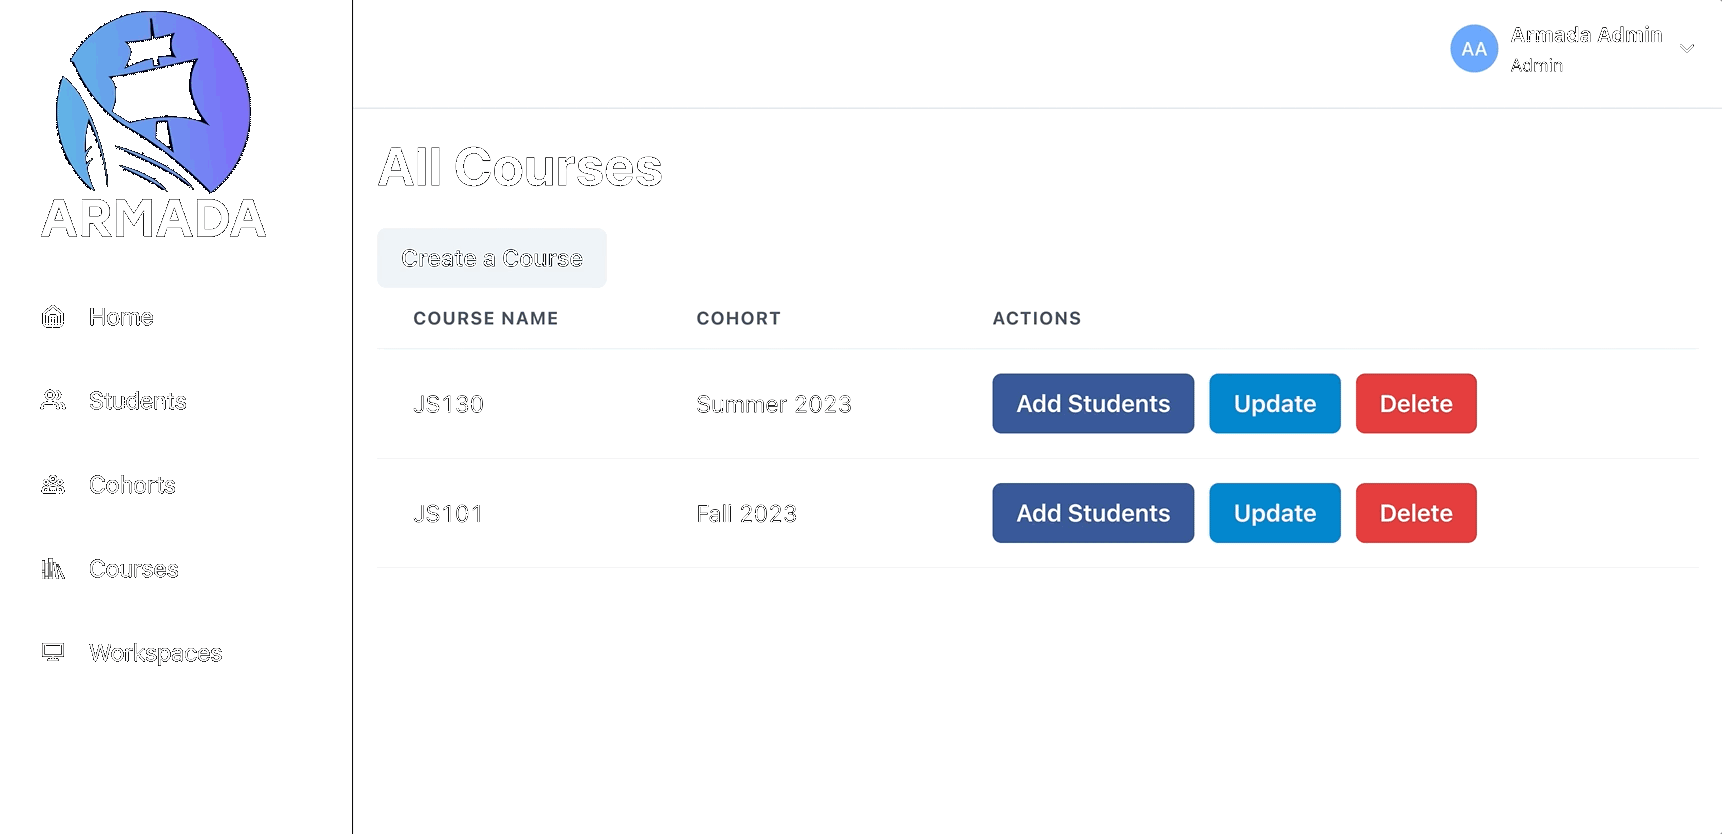 ARMADA
Home
Students
Cohorts
Courses
Workspaces
AA
Armada Admin
Admin
All Courses
Create a Course
COURSE NAME COHORT ACTIONS
JS130 Summer 2023 Add Students Update Delete
JS101 Fall 2023 Add Students Update Delete